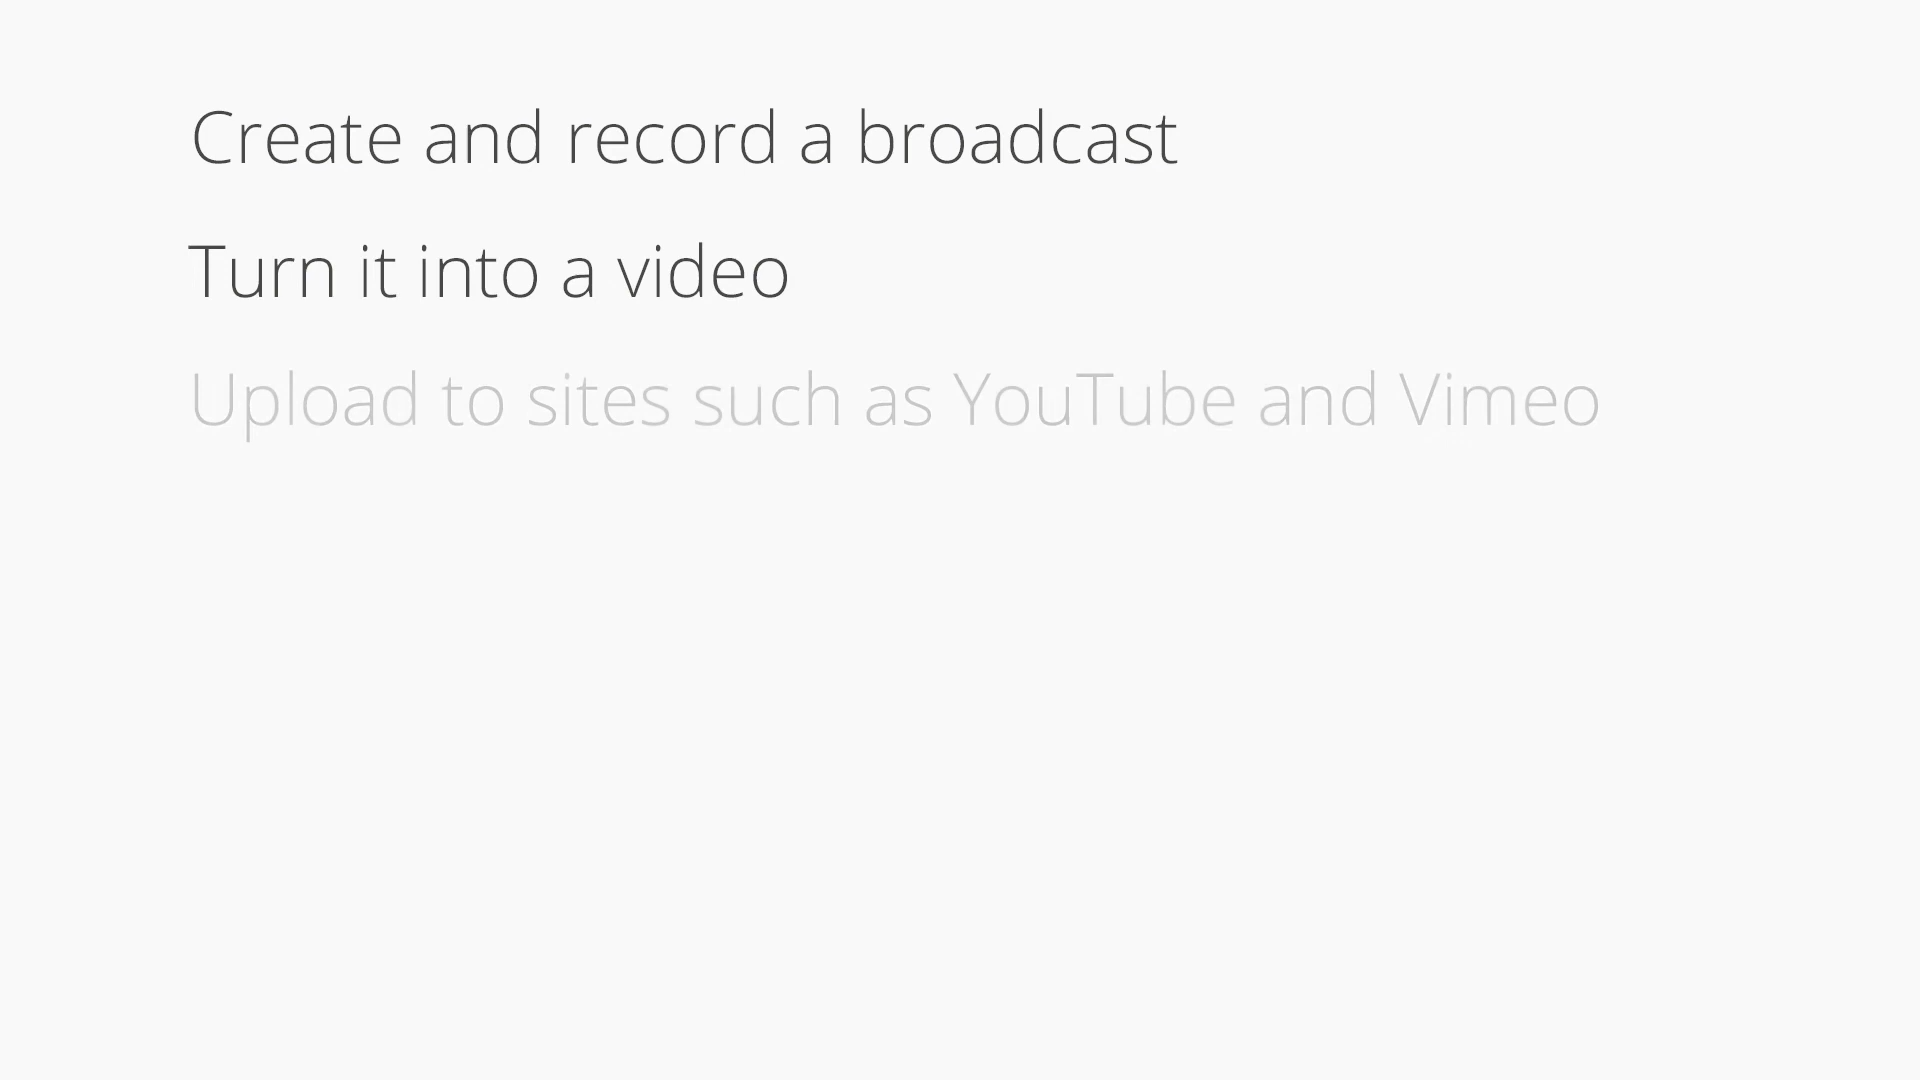 Create and record a broadcast
Turn it into a video
Upload to sites such as YouTube and Vimeo